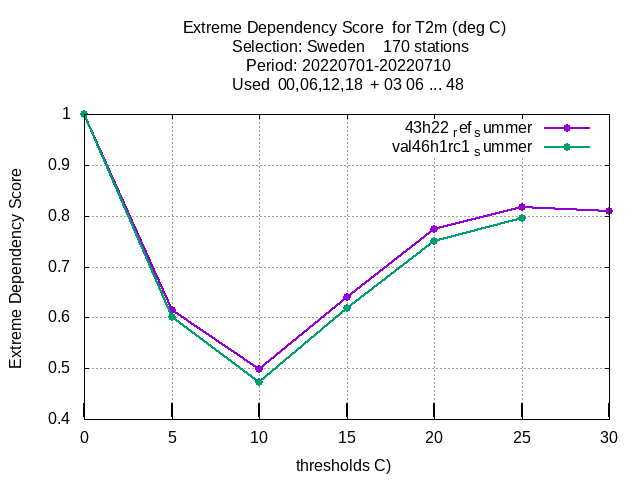 Extreme Dependency Score for T2m (deg C)
Selection: Sweden 170 stations
Period: 20220701-20220710
Used 00,06,12,18 + 03 06 ... 48
43h22 ref summer
val46h1rc1 summer
Extreme Dependency Score
1
0.9
0.8
0.7
0.6
0.5
0.4
0 5 10 15 20 25 30
thresholds C)